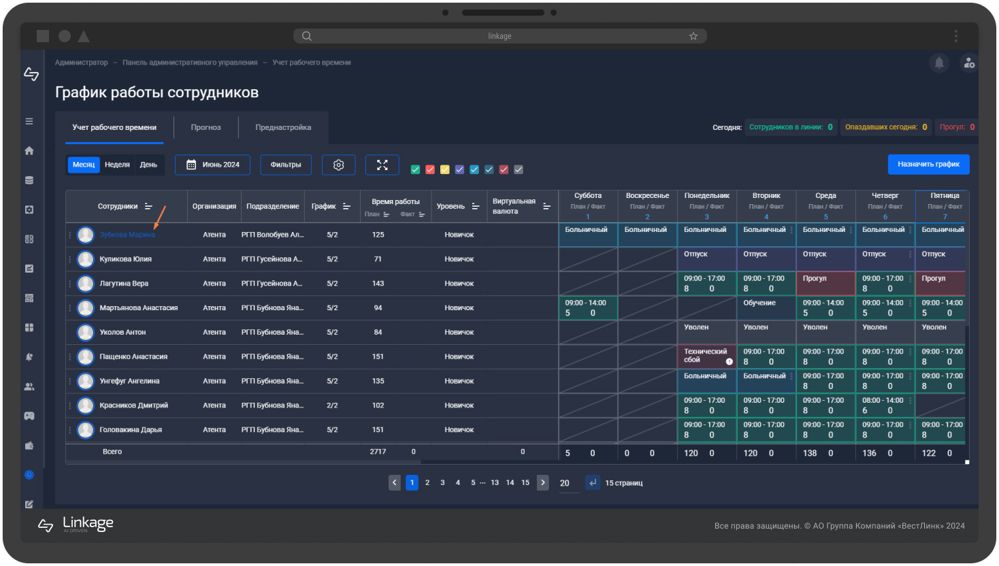 linkage
Администратор – Панель административного управления – Учет рабочего времени
График работы сотрудников
Учет рабочего времени Прогноз Преднастройка
Сегодня: Сотрудников в линии: 0 Опаздавших сегодня: 0 Прогул: 0
Месяц Неделя День Июнь 2024 Фильтры Назначить график
Сотрудники Организация Подразделение График Время работы План Факт Уровень Виртуальная валюта
Суббота Воскресенье Понедельник Вторник Среда Четверг Пятница
План / Факт План / Факт План / Факт План / Факт План / Факт План / Факт План / Факт
1 2 3 4 5 6 7
Зубкова Марина Атента РГП Волобуев Ал... 5/2 125 Новичок Больничный Больничный Больничный Больничный Больничный Больничный Больничный
Куликова Юлия Атента РГП Гусейнова А... 5/2 71 Новичок Отпуск Отпуск Отпуск Отпуск Отпуск
Лагутина Вера Атента РГП Гусейнова А... 5/2 143 Новичок 09:00 - 17:00 09:00 - 17:00 Прогул 09:00 - 17:00 Прогул
8 0 8 0 8 0
Мартьянова Анастасия Атента РГП Бубнова Яна... 5/2 94 Новичок 09:00 - 14:00 Обучение 09:00 - 14:00 09:00 - 14:00 09:00 - 14:00
5 0 5 0 5 0 5 0
Уколов Антон Атента РГП Бубнова Яна... 5/2 84 Новичок Уволен Уволен Уволен Уволен Уволен
Пащенко Анастасия Атента РГП Бубнова Яна... 5/2 151 Новичок Технический сбой 09:00 - 17:00 09:00 - 17:00 09:00 - 17:00 09:00 - 17:00
8 0 8 0 8 0 8 0
Унгефуг Ангелина Атента РГП Бубнова Яна... 5/2 135 Новичок Больничный Больничный 09:00 - 17:00 09:00 - 17:00 09:00 - 17:00
8 0 8 0 8 0
Красников Дмитрий Атента РГП Бубнова Яна... 2/2 102 Новичок 09:00 - 17:00 09:00 - 17:00 09:00 - 17:00 08:00 - 14:00
8 0 8 0 8 0 6 0
Головакина Дарья Атента РГП Бубнова Яна... 5/2 151 Новичок 09:00 - 17:00 09:00 - 17:00 09:00 - 17:00 09:00 - 17:00 09:00 - 17:00
8 0 8 0 8 0 8 0 8 0
Всего 2717 0 0 5 0 0 0 120 0 120 0 138 0 136 0 122 0
1 2 3 4 5 ··· 13 14 15 20 15 страниц
Linkage
AI DRIVEN
Все права защищены. © АО Группа Компаний «ВестЛинк» 2024